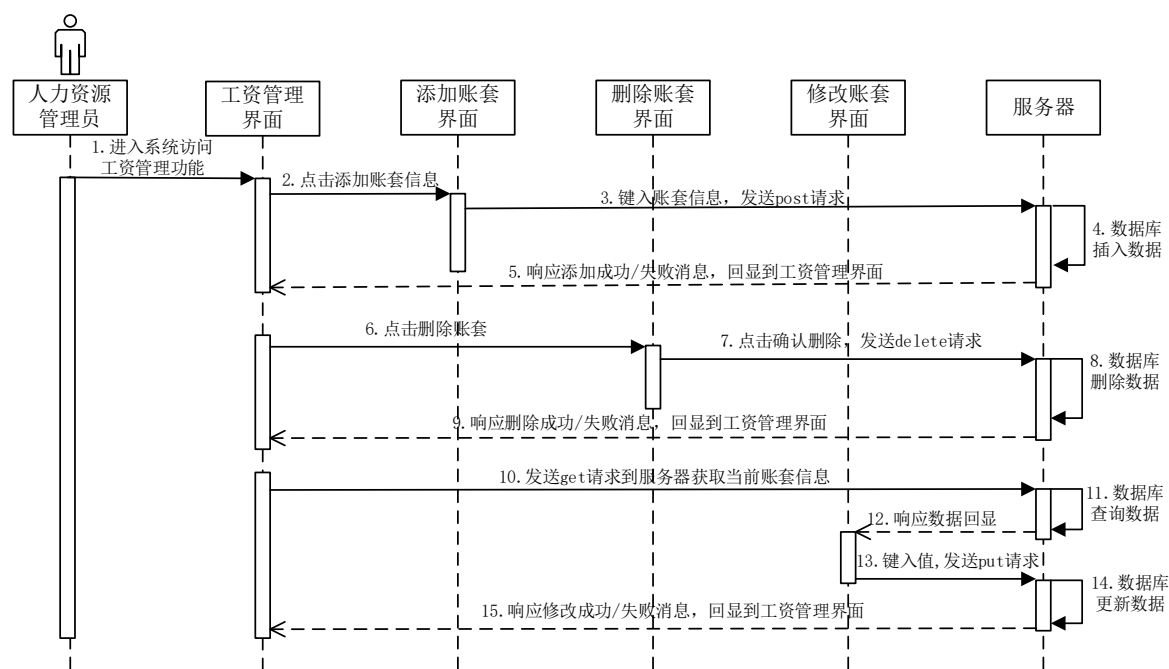 人力资源
管理员
工资管理
界面
添加账套
界面
删除账套
界面
修改账套
界面
服务器
1.进入系统访问
工资管理功能
2.点击添加账套信息
3.键入账套信息，发送post请求
4.数据库
插入数据
5.响应添加成功/失败消息，回显到工资管理界面
6.点击删除账套
7.点击确认删除，发送delete请求
8.数据库
删除数据
9.响应删除成功/失败消息，回显到工资管理界面
10.发送get请求到服务器获取当前账套信息
11.数据库
查询数据
12.响应数据回显
13.键入值,发送put请求
14.数据库
更新数据
15.响应修改成功/失败消息，回显到工资管理界面